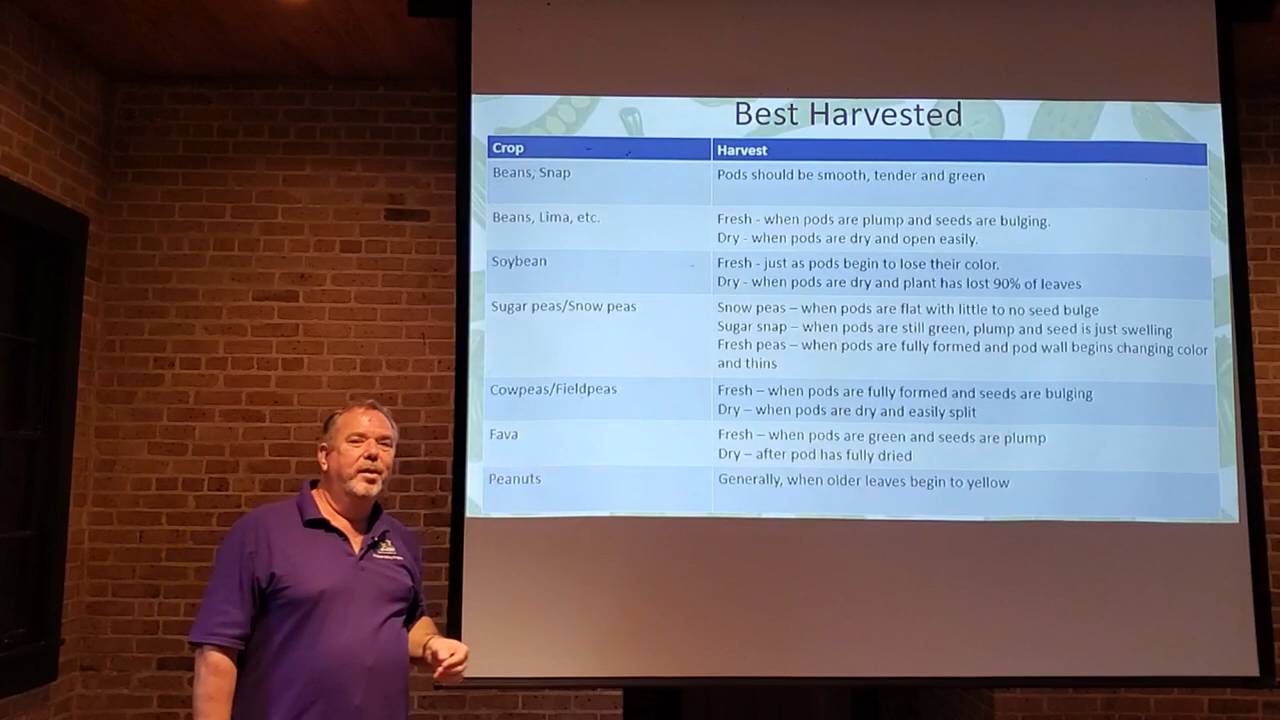 Best Harvested
Crop
Harvest
Beans, Snap
Pods should be smooth, tender and green
Beans, Lima, etc.
Fresh - when pods are plump and seeds are bulging.
Dry - when pods are dry and open easily.
Soybean
Fresh - just as pods begin to lose their color.
Dry - when pods are dry and plant has lost 90% of leaves
Sugar peas/Snow peas
Snow peas – when pods are flat with little to no seed bulge
Sugar snap – when pods are still green, plump and seed is just swelling
Fresh peas – when pods are fully formed and pod wall begins changing color
and thins
Cowpeas/Fieldpeas
Fresh – when pods are fully formed and seeds are bulging
Dry – when pods are dry and easily split
Fava
Fresh – when pods are green and seeds are plump
Dry – after pod has fully dried
Peanuts
Generally, when older leaves begin to yellow